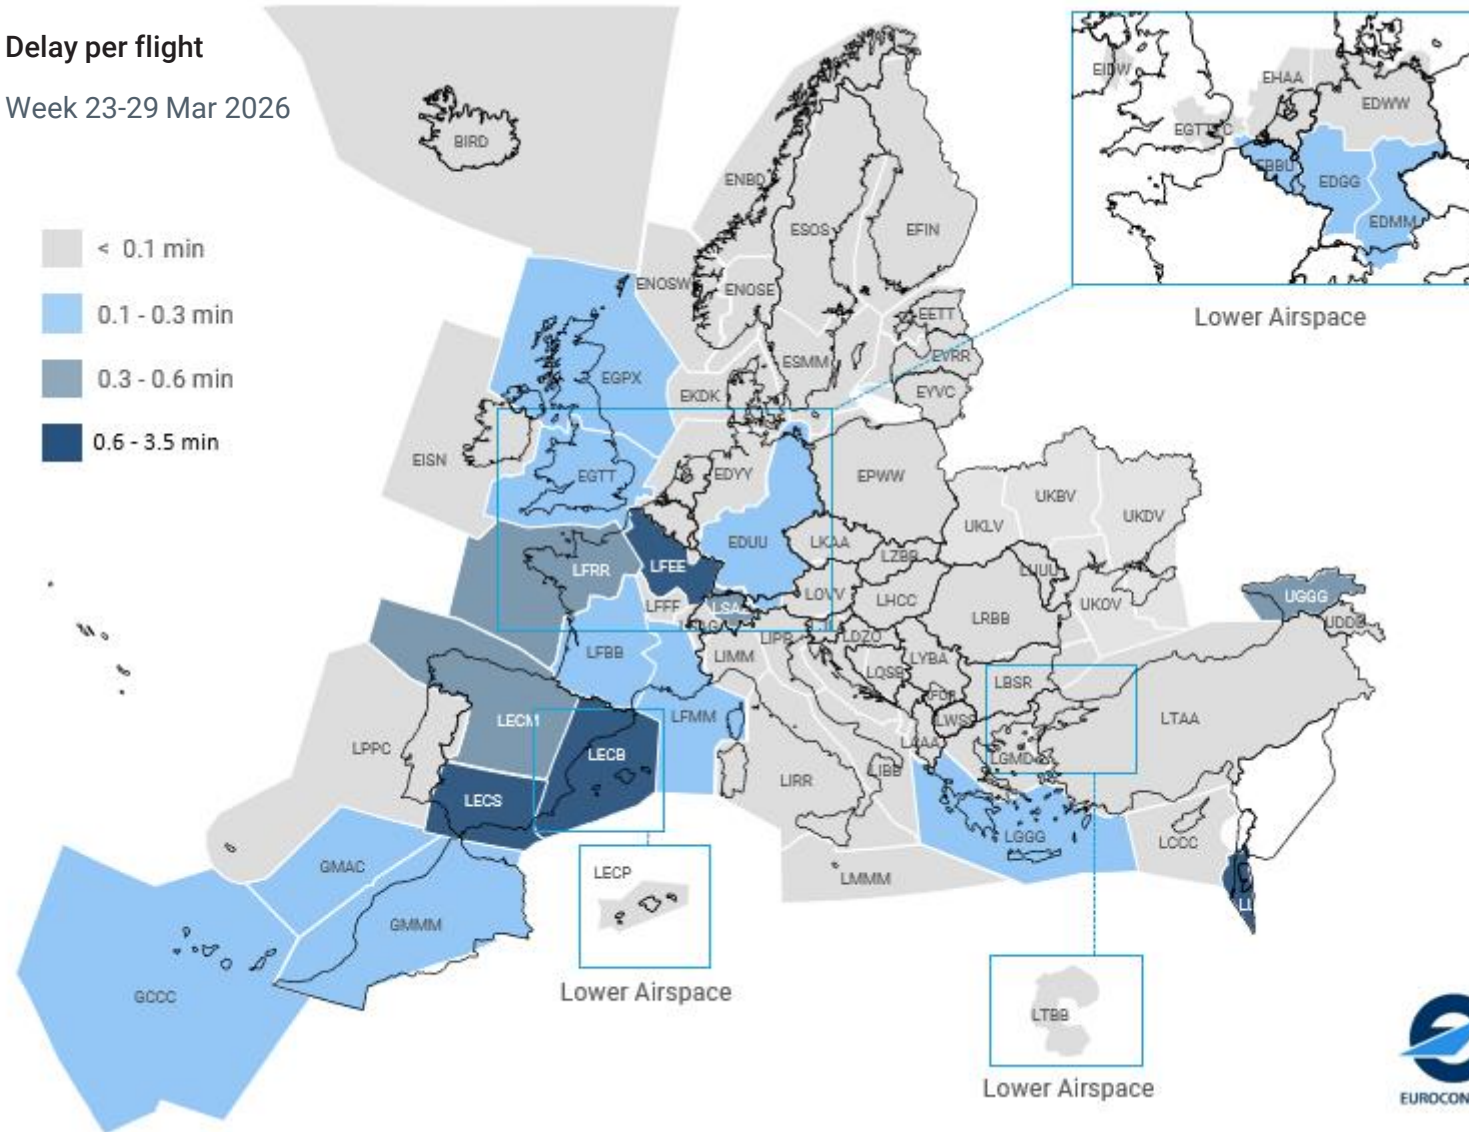 Delay per flight
Week 23-29 Mar 2026
< 0.1 min
0.1 - 0.3 min
0.3 - 0.6 min
0.6 - 3.5 min
BIRD
ENBD
ESOS
EFIN
ENOSW
ENOSE
EETT
EVRR
EYVC
ESMM
EKDK
EGPX
EISN
EGTT
EDYY
EPWW
UKBV
UKDV
UKLV
EDUU
LKAA
LZBB
LFRR
LFEE
LFFF
LOVV
LHCC
LRBB
UKOV
UGGG
LIPP
LDZO
LIMM
LFBB
LQSB
LYBA
LBSR
LFMM
LECM
LTAA
LPPC
LECB
LGMD
LIBB
LIRR
LECS
LGGG
LCCC
LMMM
GMAC
GMMM
GCCC
EIDW
EHAA
EDWW
EBBU
EDGG
EDMM
Lower Airspace
LECP
Lower Airspace
LTBB
Lower Airspace
EUROCON